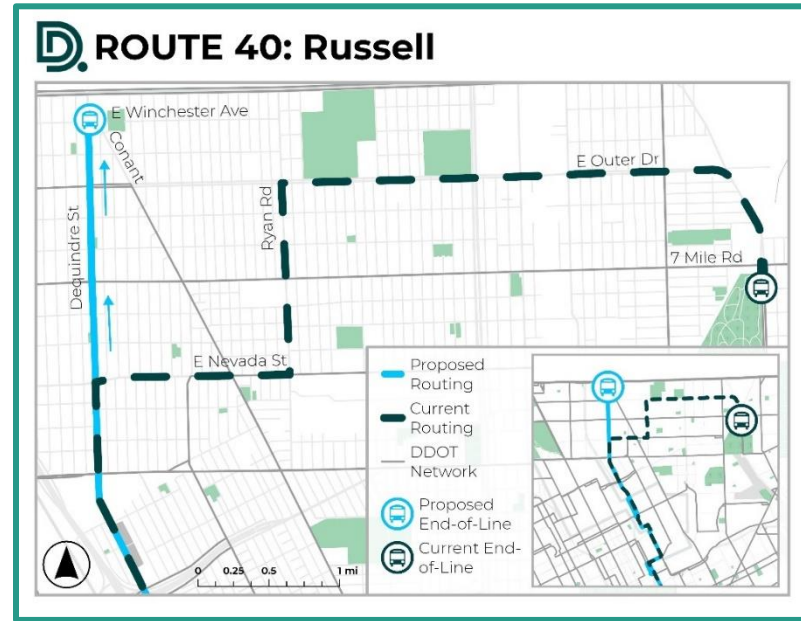 D. ROUTE 40: Russell
E Winchester Ave
Conant
Dequindre St
Ryan Rd
E Outer Dr
7 Mile Rd
E Nevada St
Proposed
Routing
Current
Routing
DDOT
Network
Proposed
End-of-Line
Current End-
of-Line
0 0.25 0.5 1 mi